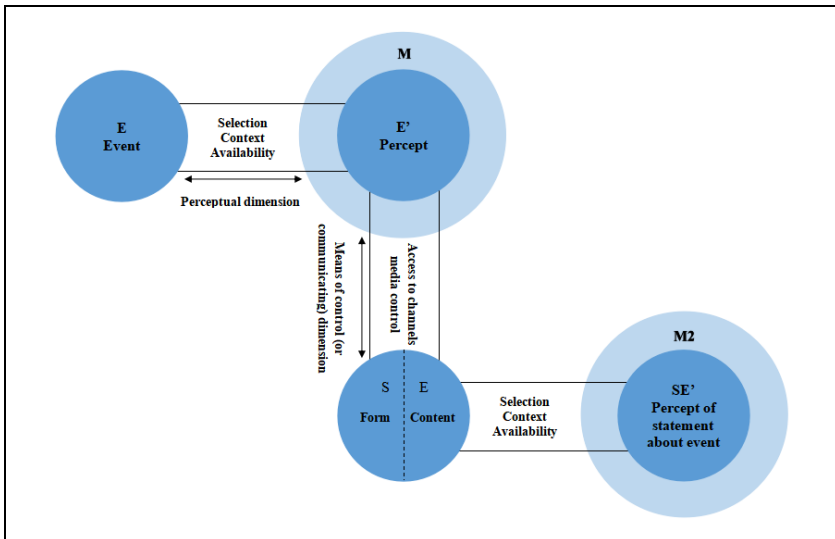 M
E
Event
Selection
Context
Availability
E’
Percept
Perceptual dimension
Means of control (or
communicating) dimension
Access to channels
media control
S E
Form Content
Selection
Context
Availability
M2
SE’
Percept of
statement
about event